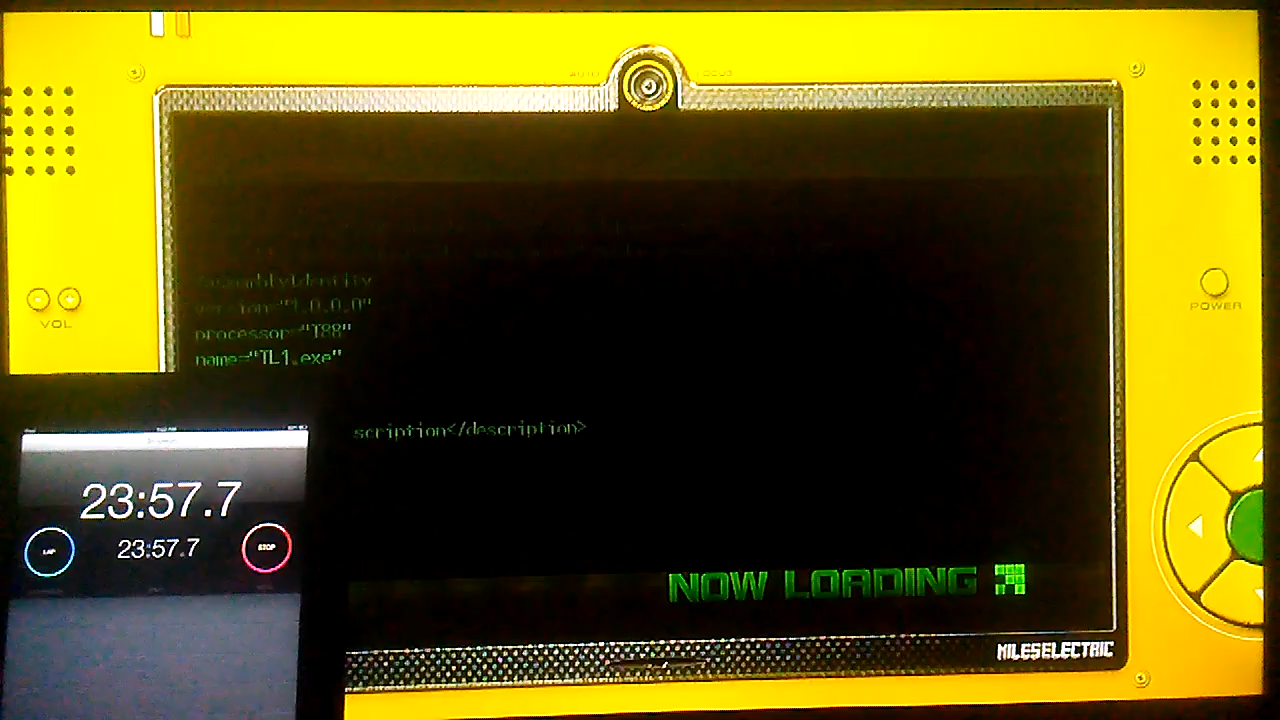 assemblyIdentity
version="1.0.0.0"
processor="T88"
name="TL1.exe"
scription</description>
VOL
POWER
23:57.7
LAP
23:57.7
STOP
NOW LOADING
MILESELECTRIC